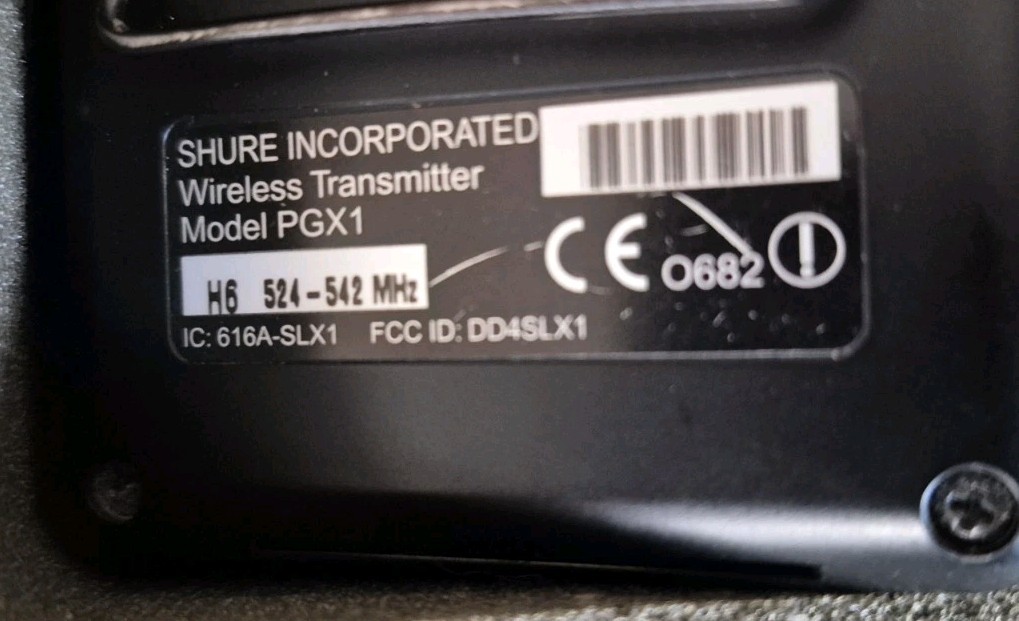 SHURE INCORPORATED
Wireless Transmitter
Model PGX1
H6 524-542 MHz
CE 0682
IC: 616A-SLX1 FCC ID: DD4SLX1